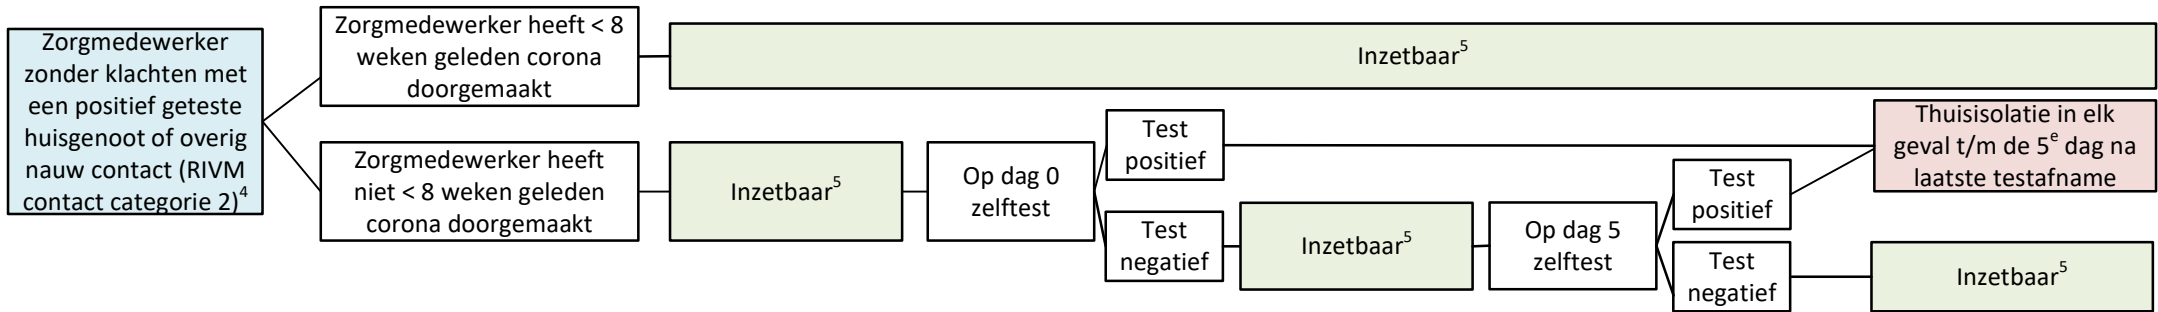 Zorgmedewerker
zonder klachten met
een positief geteste
huisgenoot of overig
nauw contact (RIVM
contact categorie 2)4
Zorgmedewerker heeft < 8
weken geleden corona
doorgemaakt
Inzetbaar5
Zorgmedewerker heeft
niet < 8 weken geleden
corona doorgemaakt
Inzetbaar5
Op dag 0
zelftest
Test
positief
Test
negatief
Inzetbaar5
Op dag 5
zelftest
Test
positief
Test
negatief
Thuisisolatie in elk
geval t/m de 5e dag na
laatste testafname
Inzetbaar5